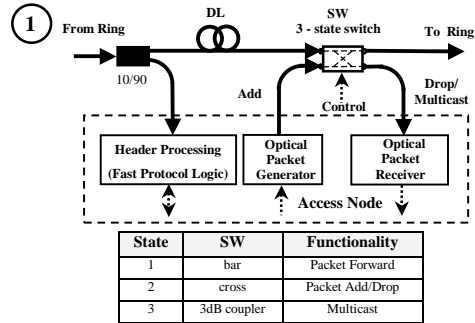 1
DL
SW
3 - state switch
From Ring
To Ring
10/90
Add
Control
Drop/
Multicast
Header Processing
(Fast Protocol Logic)
Optical
Packet
Generator
Optical
Packet
Receiver
Access Node
State SW Functionality
1 bar Packet Forward
2 cross Packet Add/Drop
3 3dB coupler Multicast